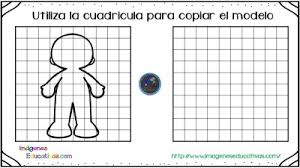 Utiliza la cuadricula para copiar el modelo
Imágenes
Educativas.com
http://www.imageneseducativas.com/